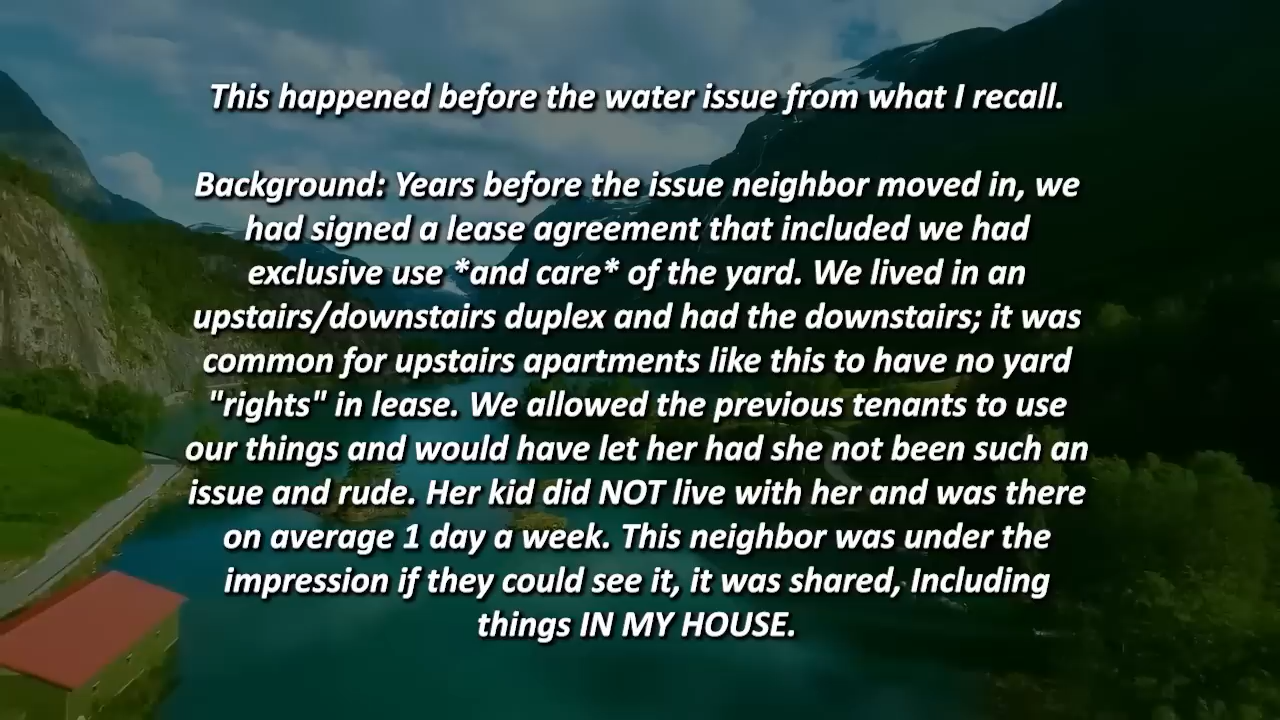 This happened before the water issue from what I recall.
Background: Years before the issue neighbor moved in, we
had signed a lease agreement that included we had
exclusive use *and care* of the yard. We lived in an
upstairs/downstairs duplex and had the downstairs; it was
common for upstairs apartments like this to have no yard
"rights" in lease. We allowed the previous tenants to use
our things and would have let her had she not been such an
issue and rude. Her kid did NOT live with her and was there
on average 1 day a week. This neighbor was under the
impression if they could see it, it was shared, Including
things IN MY HOUSE.